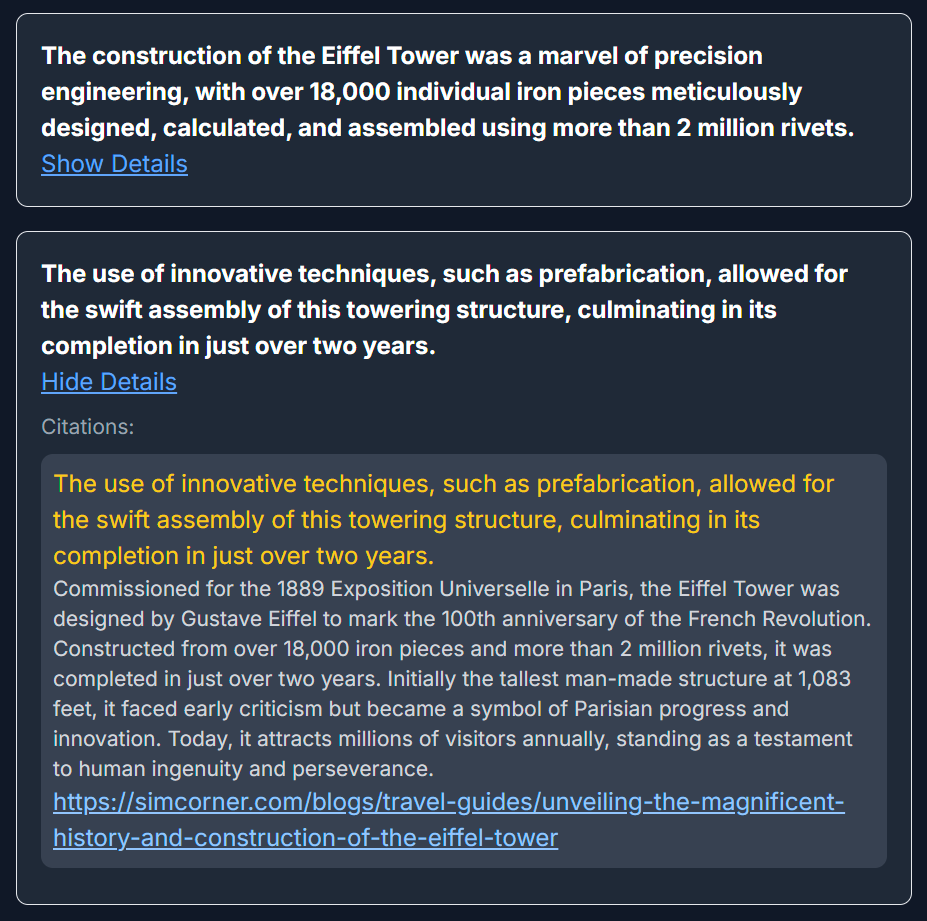 The construction of the Eiffel Tower was a marvel of precision
engineering, with over 18,000 individual iron pieces meticulously
designed, calculated, and assembled using more than 2 million rivets.
Show Details
The use of innovative techniques, such as prefabrication, allowed for
the swift assembly of this towering structure, culminating in its
completion in just over two years.
Hide Details
Citations:
The use of innovative techniques, such as prefabrication, allowed for
the swift assembly of this towering structure, culminating in its
completion in just over two years.
Commissioned for the 1889 Exposition Universelle in Paris, the Eiffel Tower was
designed by Gustave Eiffel to mark the 100th anniversary of the French Revolution.
Constructed from over 18,000 iron pieces and more than 2 million rivets, it was
completed in just over two years. Initially the tallest man-made structure at 1,083
feet, it faced early criticism but became a symbol of Parisian progress and
innovation. Today, it attracts millions of visitors annually, standing as a testament
to human ingenuity and perseverance.
https://simcorner.com/blogs/travel-guides/unveiling-the-magnificent-
history-and-construction-of-the-eiffel-tower